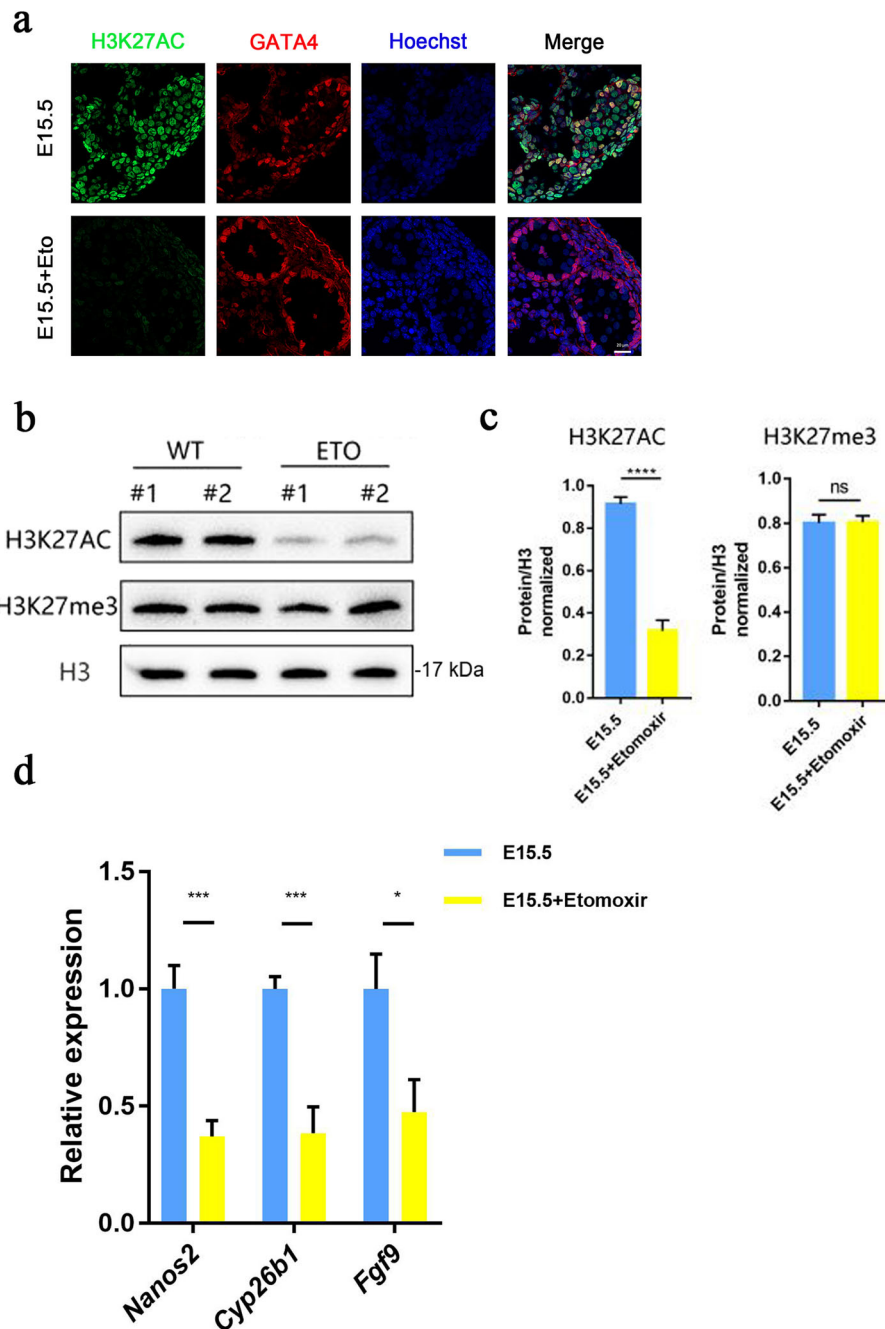 a
H3K27AC GATA4 Hoechst Merge
E15.5
E15.5+Eto
20 μm
b
WT ETO
#1 #2 #1 #2
H3K27AC
H3K27me3
H3
-17 kDa
c
H3K27AC
****
Protein/H3
normalized
1.0
0.8
0.6
0.4
0.2
0.0
E15.5
E15.5+Etomoxir
H3K27me3
ns
Protein/H3
normalized
1.0
0.8
0.6
0.4
0.2
0.0
E15.5
E15.5+Etomoxir
d
E15.5
E15.5+Etomoxir
Relative expression
1.5
1.0
0.5
0.0
*** *** *
Nanos2
Cyp26b1
Fgf9